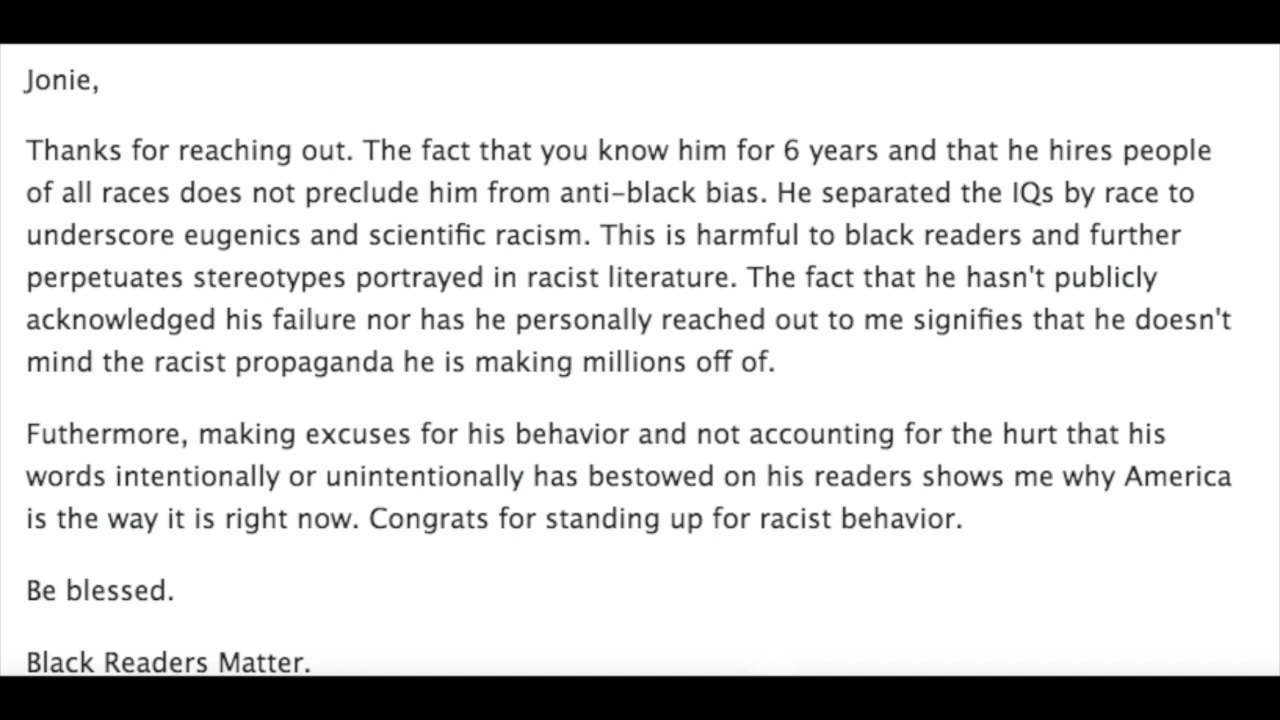 Jonie,
Thanks for reaching out. The fact that you know him for 6 years and that he hires people
of all races does not preclude him from anti-black bias. He separated the IQs by race to
underscore eugenics and scientific racism. This is harmful to black readers and further
perpetuates stereotypes portrayed in racist literature. The fact that he hasn't publicly
acknowledged his failure nor has he personally reached out to me signifies that he doesn't
mind the racist propaganda he is making millions off of.
Futhermore, making excuses for his behavior and not accounting for the hurt that his
words intentionally or unintentionally has bestowed on his readers shows me why America
is the way it is right now. Congrats for standing up for racist behavior.
Be blessed.
Black Readers Matter.